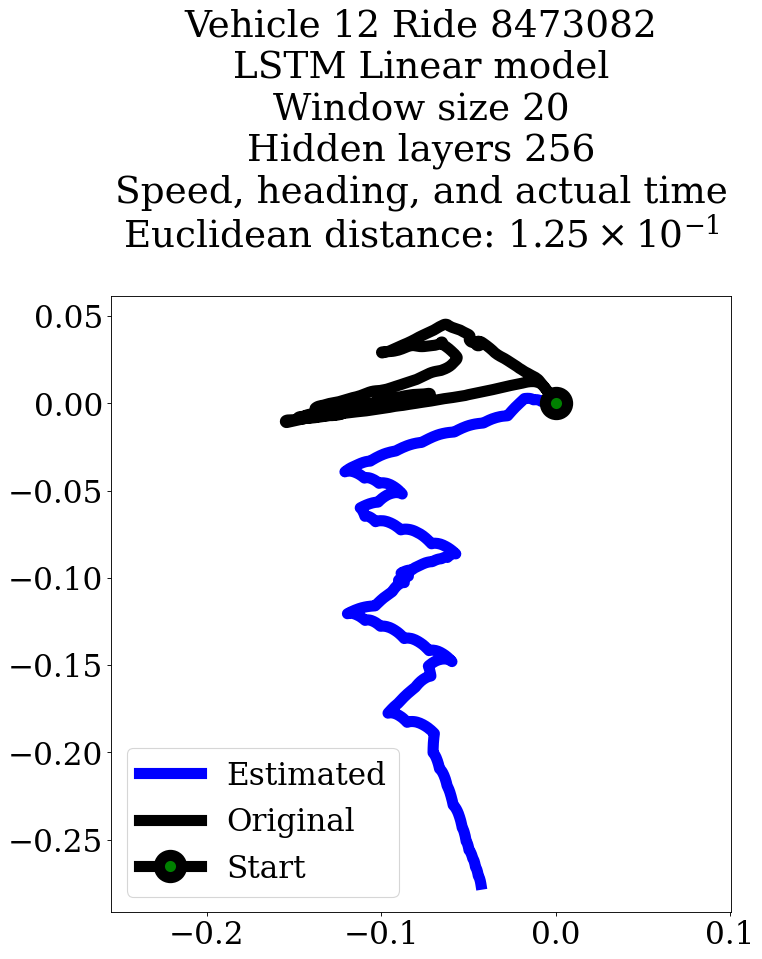 Vehicle 12 Ride 8473082
LSTM Linear model
Window size 20
Hidden layers 256
Speed, heading, and actual time
Euclidean distance: 1.25 × 10⁻¹
0.05
0.00
−0.05
−0.10
−0.15
−0.20
−0.25
Estimated
Original
Start
−0.2 −0.1 0.0 0.1